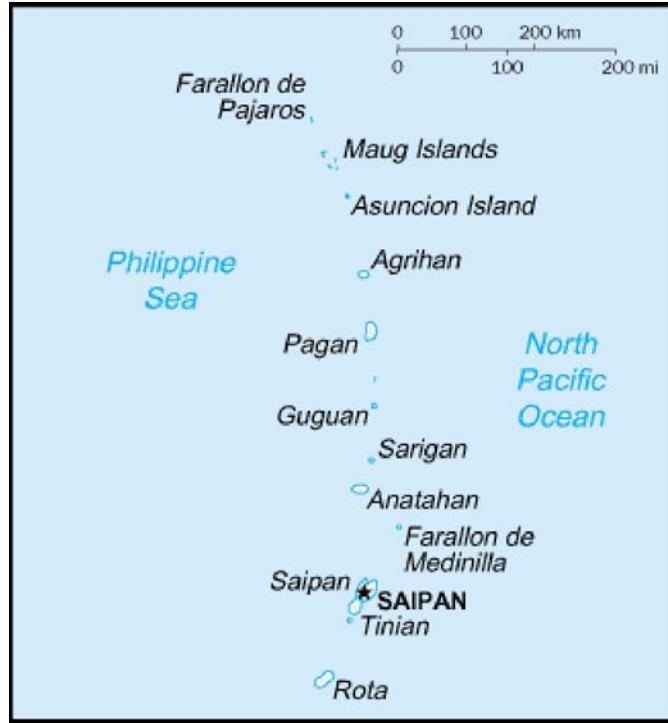 0 100 200 km
0 100 200 mi
Farallon de
Pajaros
Maug Islands
Asuncion Island
Agrihan
Philippine
Sea
Pagan
North
Pacific
Ocean
Guguan
Sarigan
Anatahan
Farallon de
Medinilla
Saipan
SAIPAN
Tinian
Rota